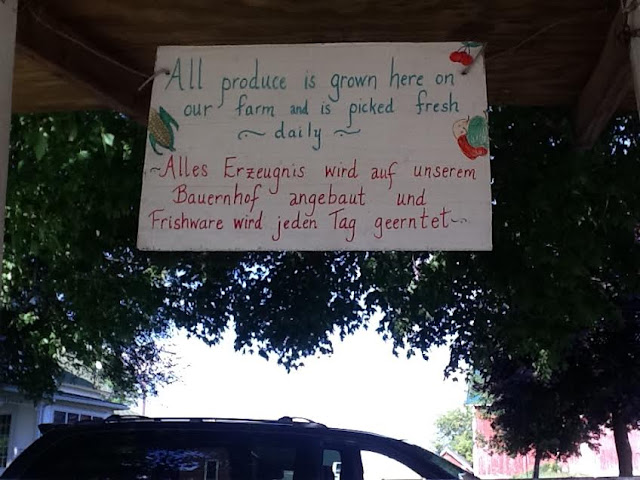 All produce is grown here on
our farm and is picked fresh
~ daily ~
~Alles Erzeugnis wird auf unserem
Bauernhof angebaut und
Frishware wird jeden Tag geerntet~